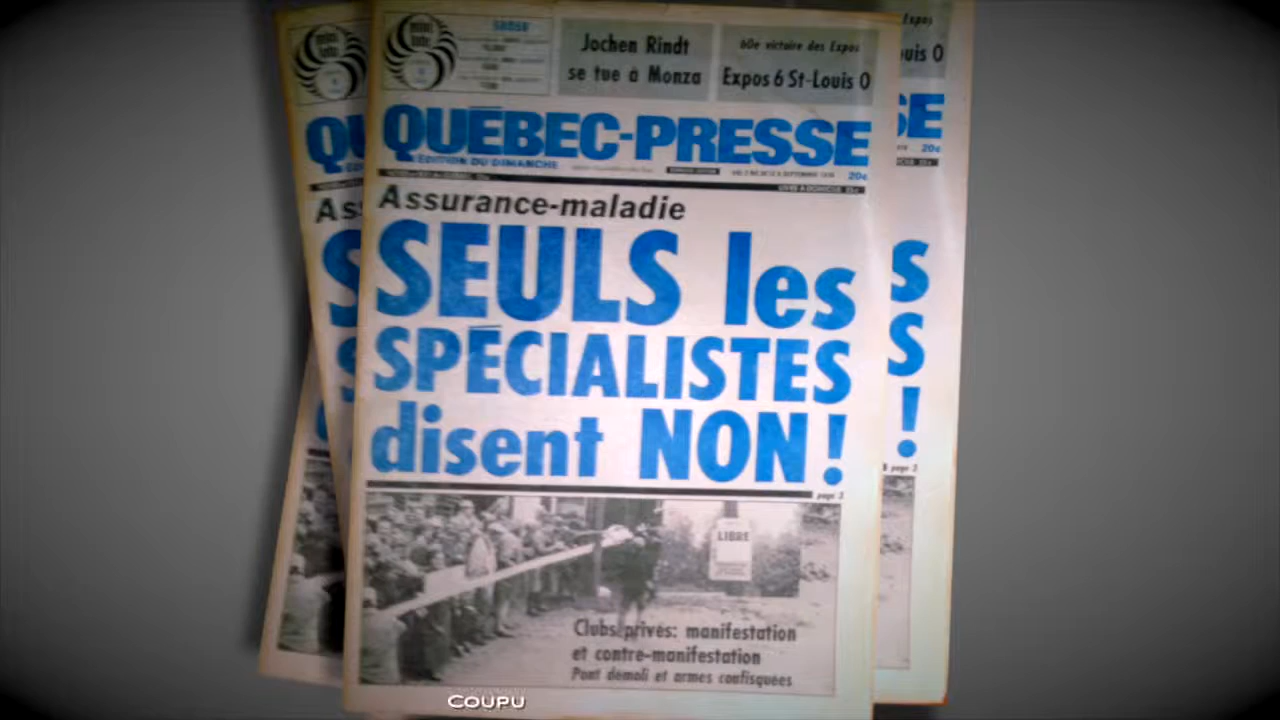 Jochen Rindt
se tue à Monza
60e victoire des Expos
Expos 6 St-Louis 0
QUÉBEC-PRESSE
ÉDITION DU DIMANCHE
20¢
Assurance-maladie
SEULS les
SPÉCIALISTES
disent NON!
page 3
LIBRE
Clubs privés: manifestation
et contre-manifestation
Pont démoli et armes confisquées
COUPU